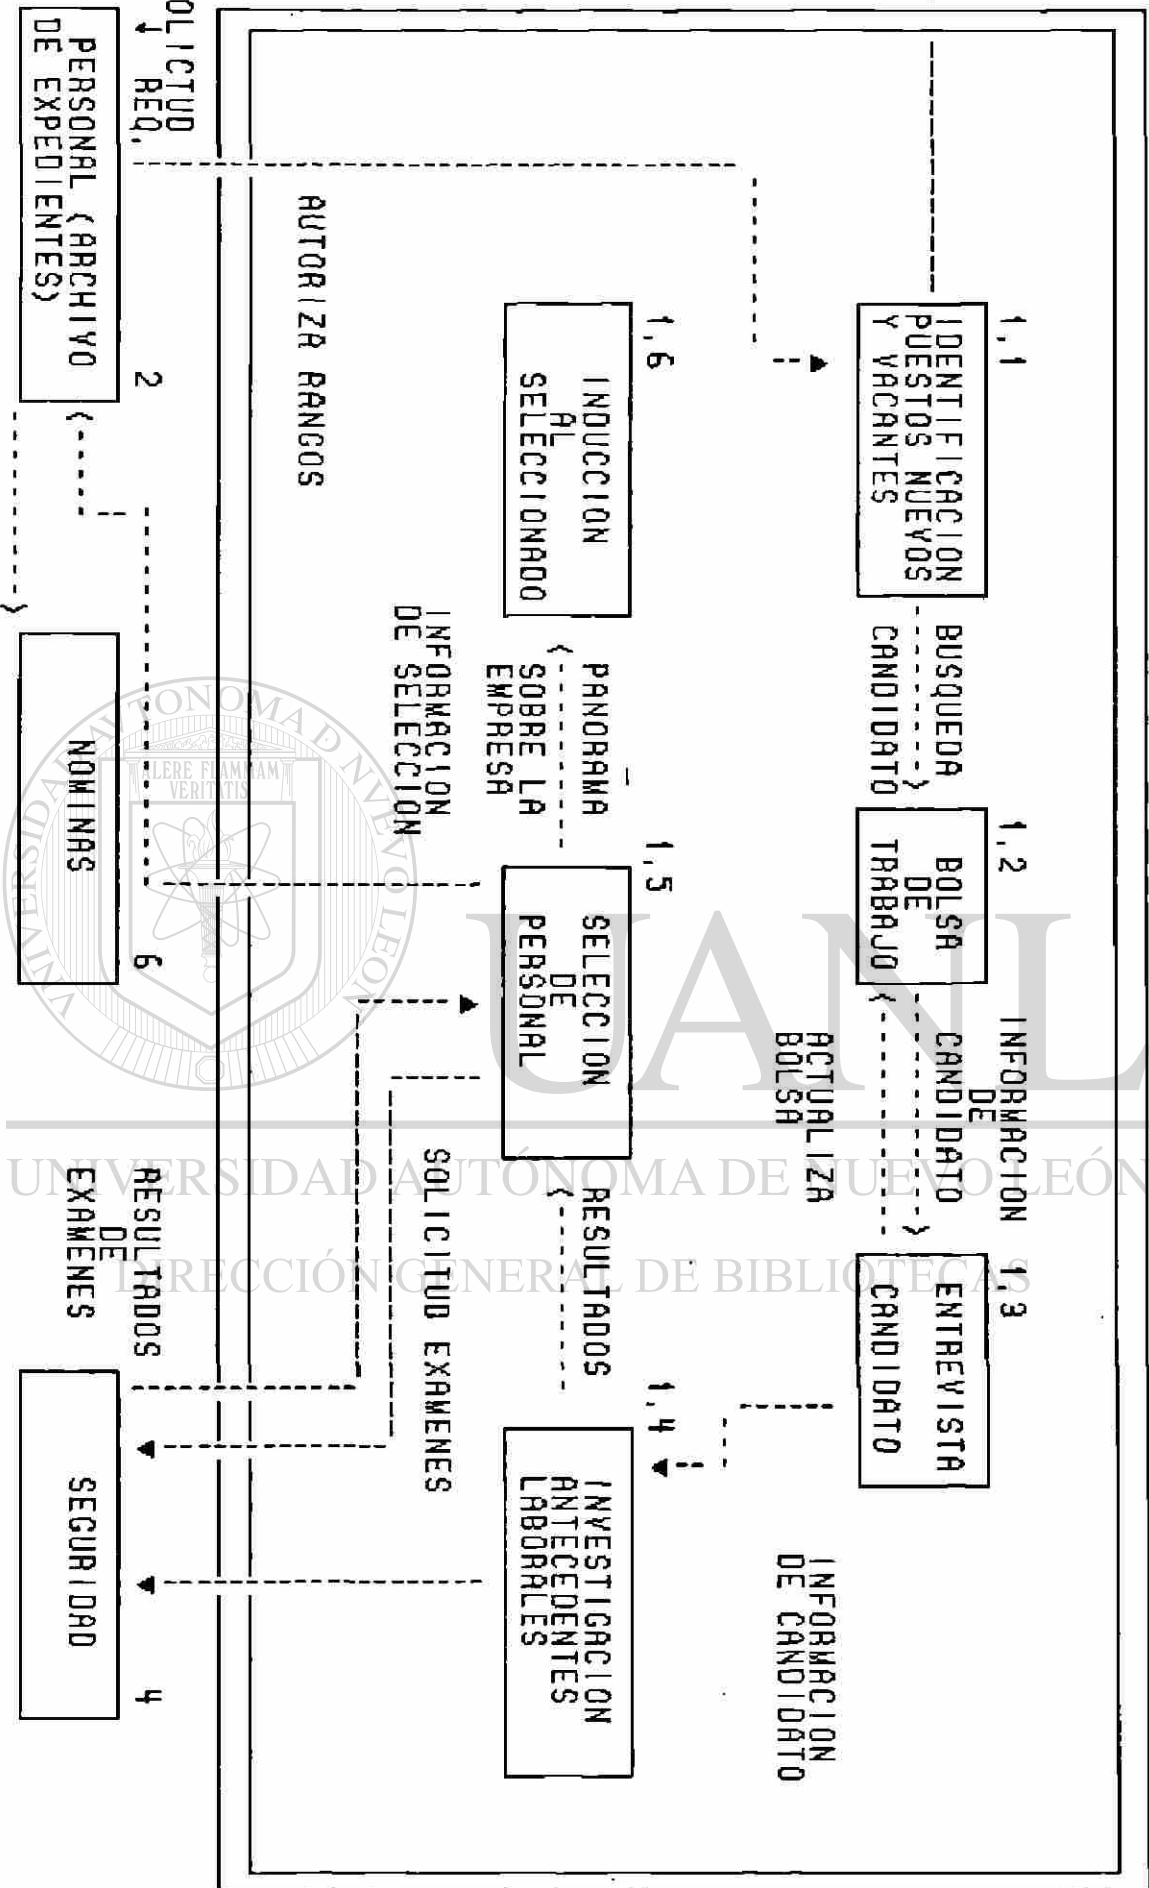 1,1
IDENTIFICACION
PUESTOS NUEVOS
Y VACANTES
BUSQUEDA
CANDIDATO
1,2
BOLSA
DE
TRABAJO
INFORMACION
DE
CANDIDATO
ACTUALIZA
BOLSA
1,3
ENTREVISTA
CANDIDATO
INFORMACION
DE CANDIDATO
1,6
INDUCCION
AL
SELECCIONADO
PANORAMA
SOBRE LA
EMPRESA
1,5
SELECCION
DE
PERSONAL
RESULTADOS
1,4
INVESTIGACION
ANTECEDENTES
LABORALES
INFORMACION
DE SELECCION
SOLICITUD EXAMENES
AUTORIZA RANGOS
OLICTUD
REQ.
2
PERSONAL (ARCHIVO
DE EXPEDIENTES)
6
NOMINAS
RESULTADOS
DE
EXAMENES
4
SEGURIDAD
UNIVERSIDAD AUTONOMA D NUEVO LEON
ALERE FLAMMAM
VERITATIS
UANL
UNIVERSIDAD AUTÓNOMA DE NUEVO LEÓN
DIRECCIÓN GENERAL DE BIBLIOTECAS